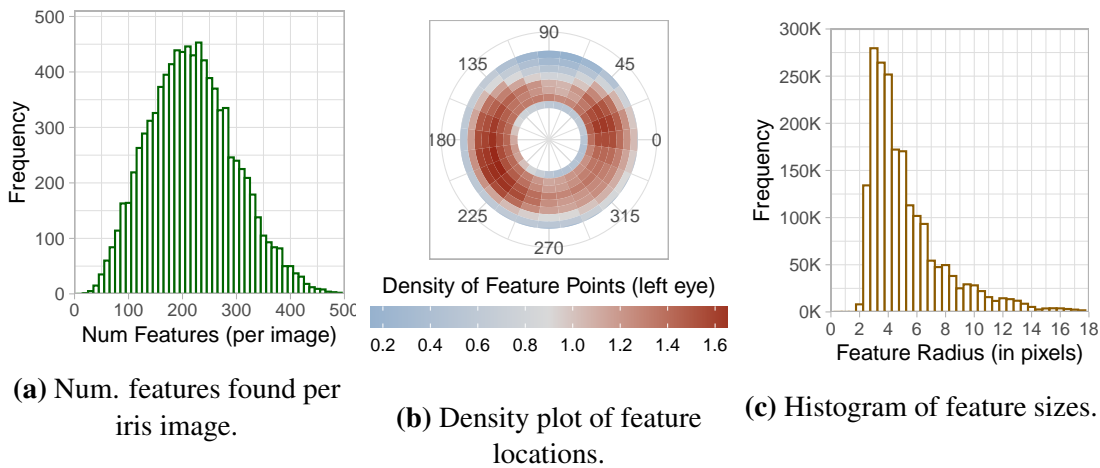 500
400
300
200
100
0
Frequency
0 100 200 300 400 500
Num Features (per image)
(a) Num. features found per
iris image.
90
135 45
180 0
225 315
270
Density of Feature Points (left eye)
0.2 0.4 0.6 0.8 1.0 1.2 1.4 1.6
(b) Density plot of feature
locations.
300K
250K
200K
150K
100K
50K
0K
Frequency
0 2 4 6 8 10 12 14 16 18
Feature Radius (in pixels)
(c) Histogram of feature sizes.